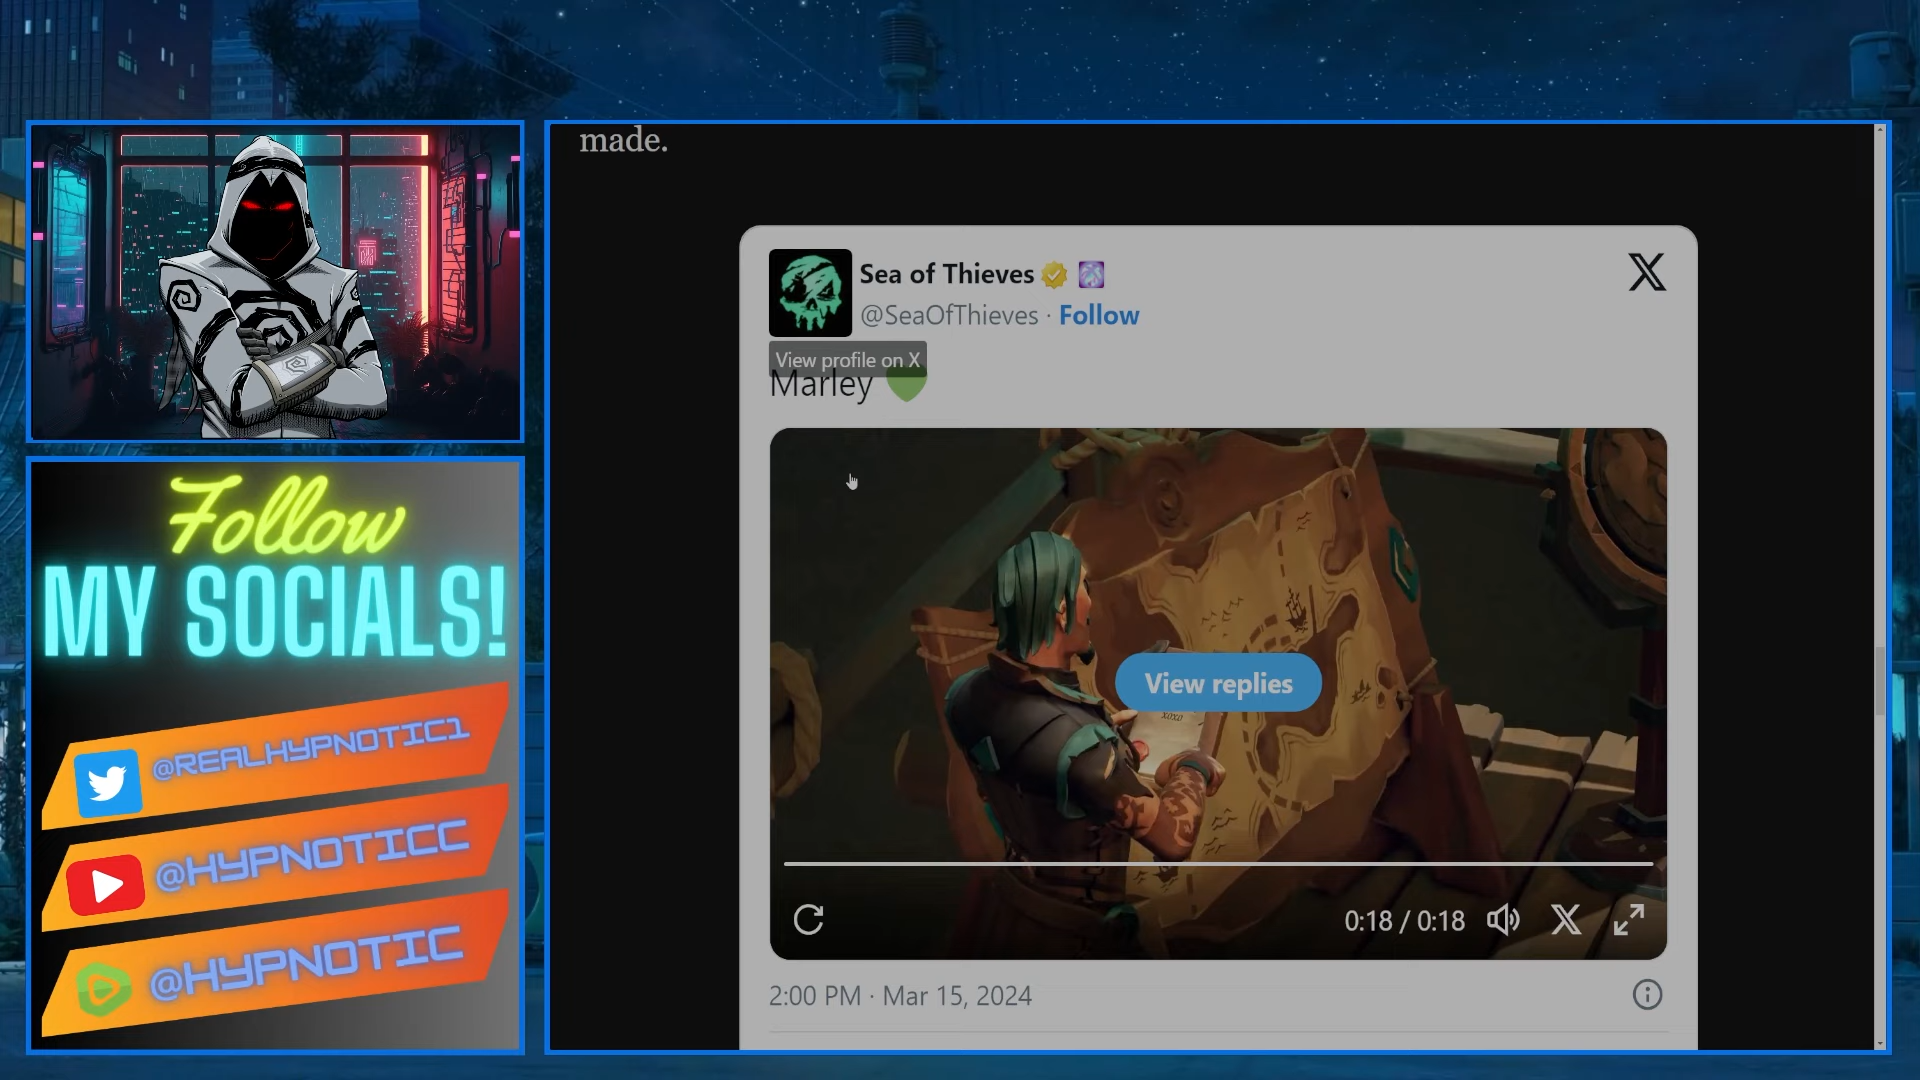 made.
Sea of Thieves
@SeaOfThieves · Follow
View profile on X
Marley
View replies
xoxo
0:18 / 0:18
2:00 PM · Mar 15, 2024
Follow
MY SOCIALS!
@REALHYPNOTIC1
@HYPNOTICC
@HYPNOTIC